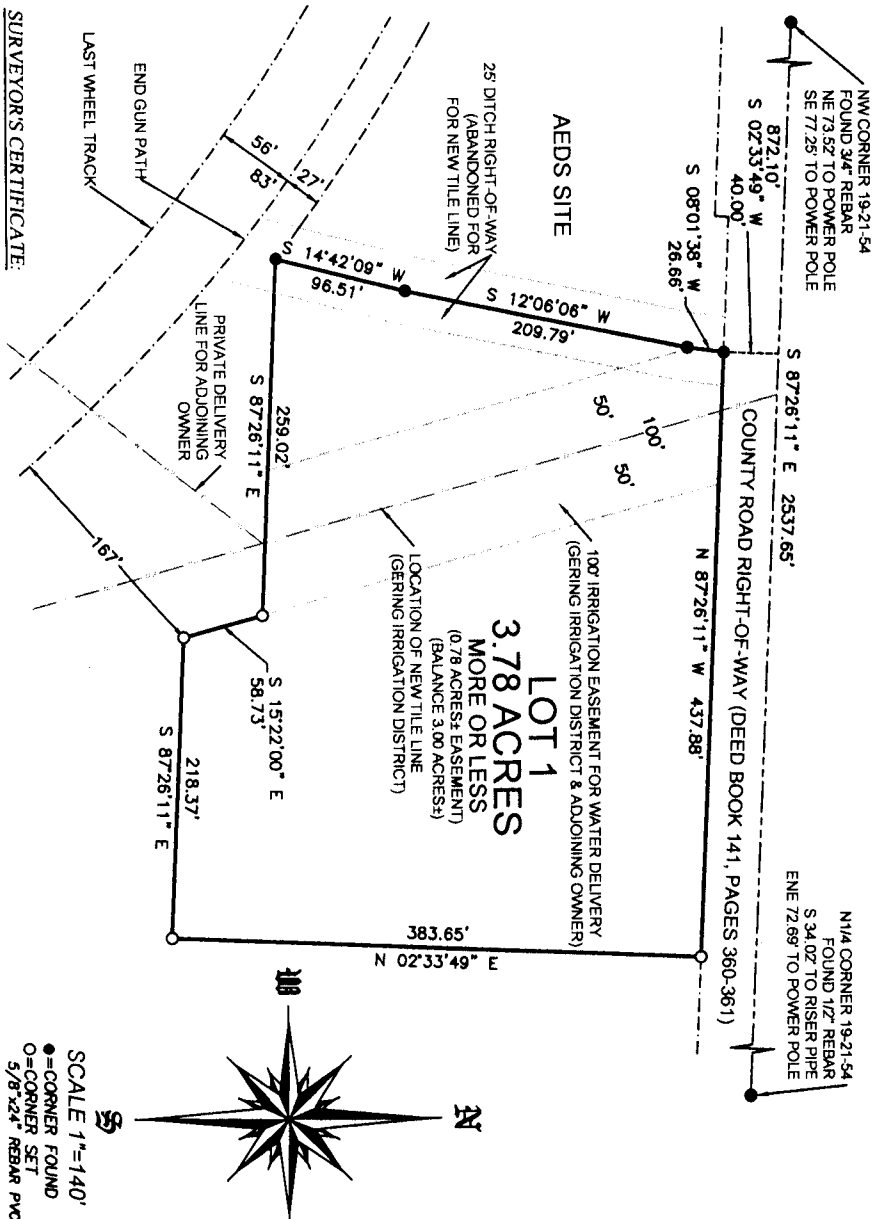 NW CORNER 19-21-54
FOUND 3/4" REBAR
NE 73.52' TO POWER POLE
SE 77.25' TO POWER POLE
872.10'
S 02°33'49" W
40.00'
S 87°26'11" E 2537.65'
N1/4 CORNER 19-21-54
FOUND 1/2" REBAR
S 34.02' TO RISER PIPE
ENE 72.69' TO POWER POLE
COUNTY ROAD RIGHT-OF-WAY (DEED BOOK 141, PAGES 360-361)
S 08°01'38" W
26.66'
N 87°26'11" W 437.88'
AEDS SITE
25' DITCH RIGHT-OF-WAY
(ABANDONED FOR
FOR NEW TILE LINE)
S 12°06'06" W
209.79'
S 14°42'09" W
96.51'
50'
100'
50'
100' IRRIGATION EASEMENT FOR WATER DELIVERY
(GERING IRRIGATION DISTRICT & ADJOINING OWNER)
LOT 1
3.78 ACRES
MORE OR LESS
(0.78 ACRES± EASEMENT)
(BALANCE 3.00 ACRES±)
LOCATION OF NEW TILE LINE
(GERING IRRIGATION DISTRICT)
383.65'
N 02°33'49" E
259.02'
S 87°26'11" E
PRIVATE DELIVERY
LINE FOR ADJOINING
OWNER
S 15°22'00" E
58.73'
218.37'
S 87°26'11" E
167'
56'
27'
83'
END GUN PATH
LAST WHEEL TRACK
N
E
S
SCALE 1"=140'
●=CORNER FOUND
O=CORNER SET
5/8"x24" REBAR PVC
SURVEYOR'S CERTIFICATE: